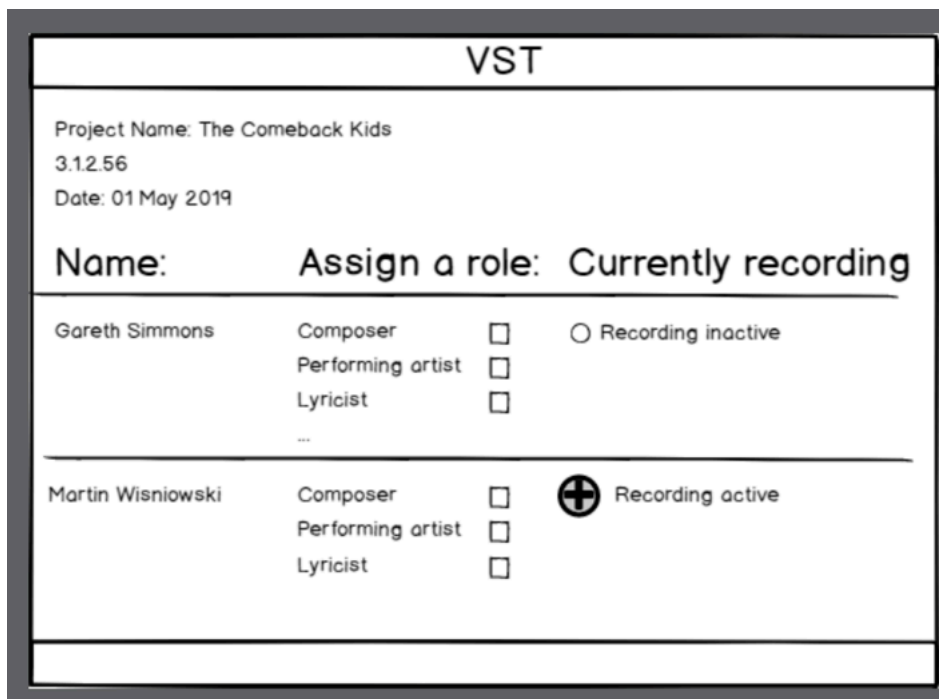 VST
Project Name: The Comeback Kids
3.1.2.56
Date: 01 May 2019
Name: Assign a role: Currently recording
Gareth Simmons Composer Recording inactive
Performing artist
Lyricist
...
Martin Wisniowski Composer Recording active
Performing artist
Lyricist